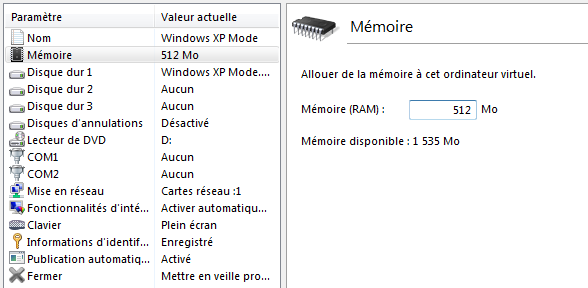 Paramètre Valeur actuelle
Nom Windows XP Mode
Mémoire 512 Mo
Disque dur 1 Windows XP Mode....
Disque dur 2 Aucun
Disque dur 3 Aucun
Disques d'annulations Désactivé
Lecteur de DVD D:
COM1 Aucun
COM2 Aucun
Mise en réseau Cartes réseau :1
Fonctionnalités d'inté... Activer automatiqu...
Clavier Plein écran
Informations d'identif... Enregistré
Publication automatiq... Activé
Fermer Mettre en veille pro...
Mémoire
Allouer de la mémoire à cet ordinateur virtuel.
Mémoire (RAM) : 512 Mo
Mémoire disponible : 1 535 Mo